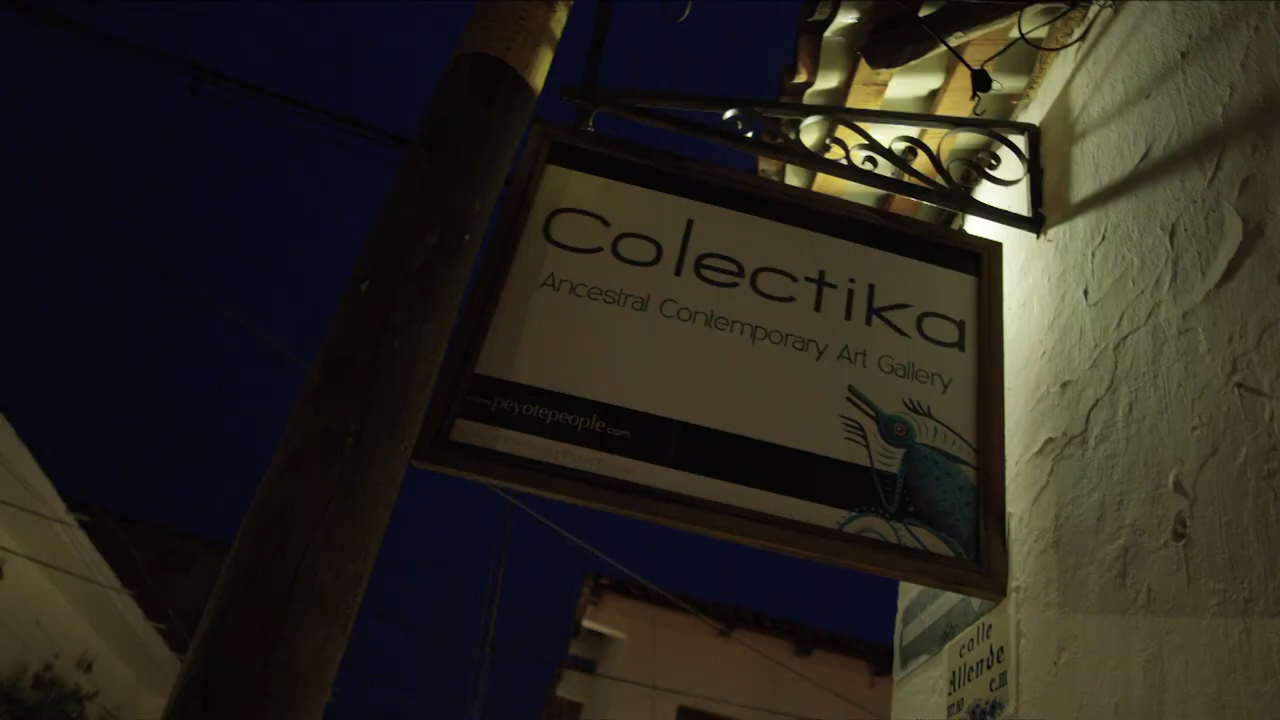 Colectika
Ancestral Contemporary Art Gallery
peyotepeople.com
calle
Allende